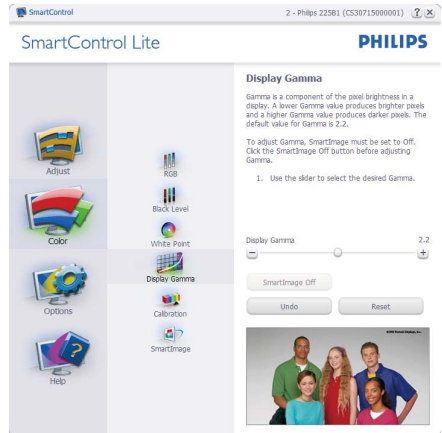 SmartControl
2 - Philips 225B1 (CS30715000001)
? ×
SmartControl Lite
PHILIPS
Adjust
Color
Options
Help
RGB
Black Level
White Point
Display Gamma
Calibration
SmartImage
Display Gamma
Gamma is a component of the pixel brightness in a
display. A lower Gamma value produces brighter pixels
and a higher Gamma value produces darker pixels. The
default value for Gamma is 2.2.
To adjust Gamma, SmartImage must be set to Off.
Click the SmartImage Off button before adjusting
Gamma.
1. Use the slider to select the desired Gamma.
Display Gamma 2.2
SmartImage Off
Undo Reset